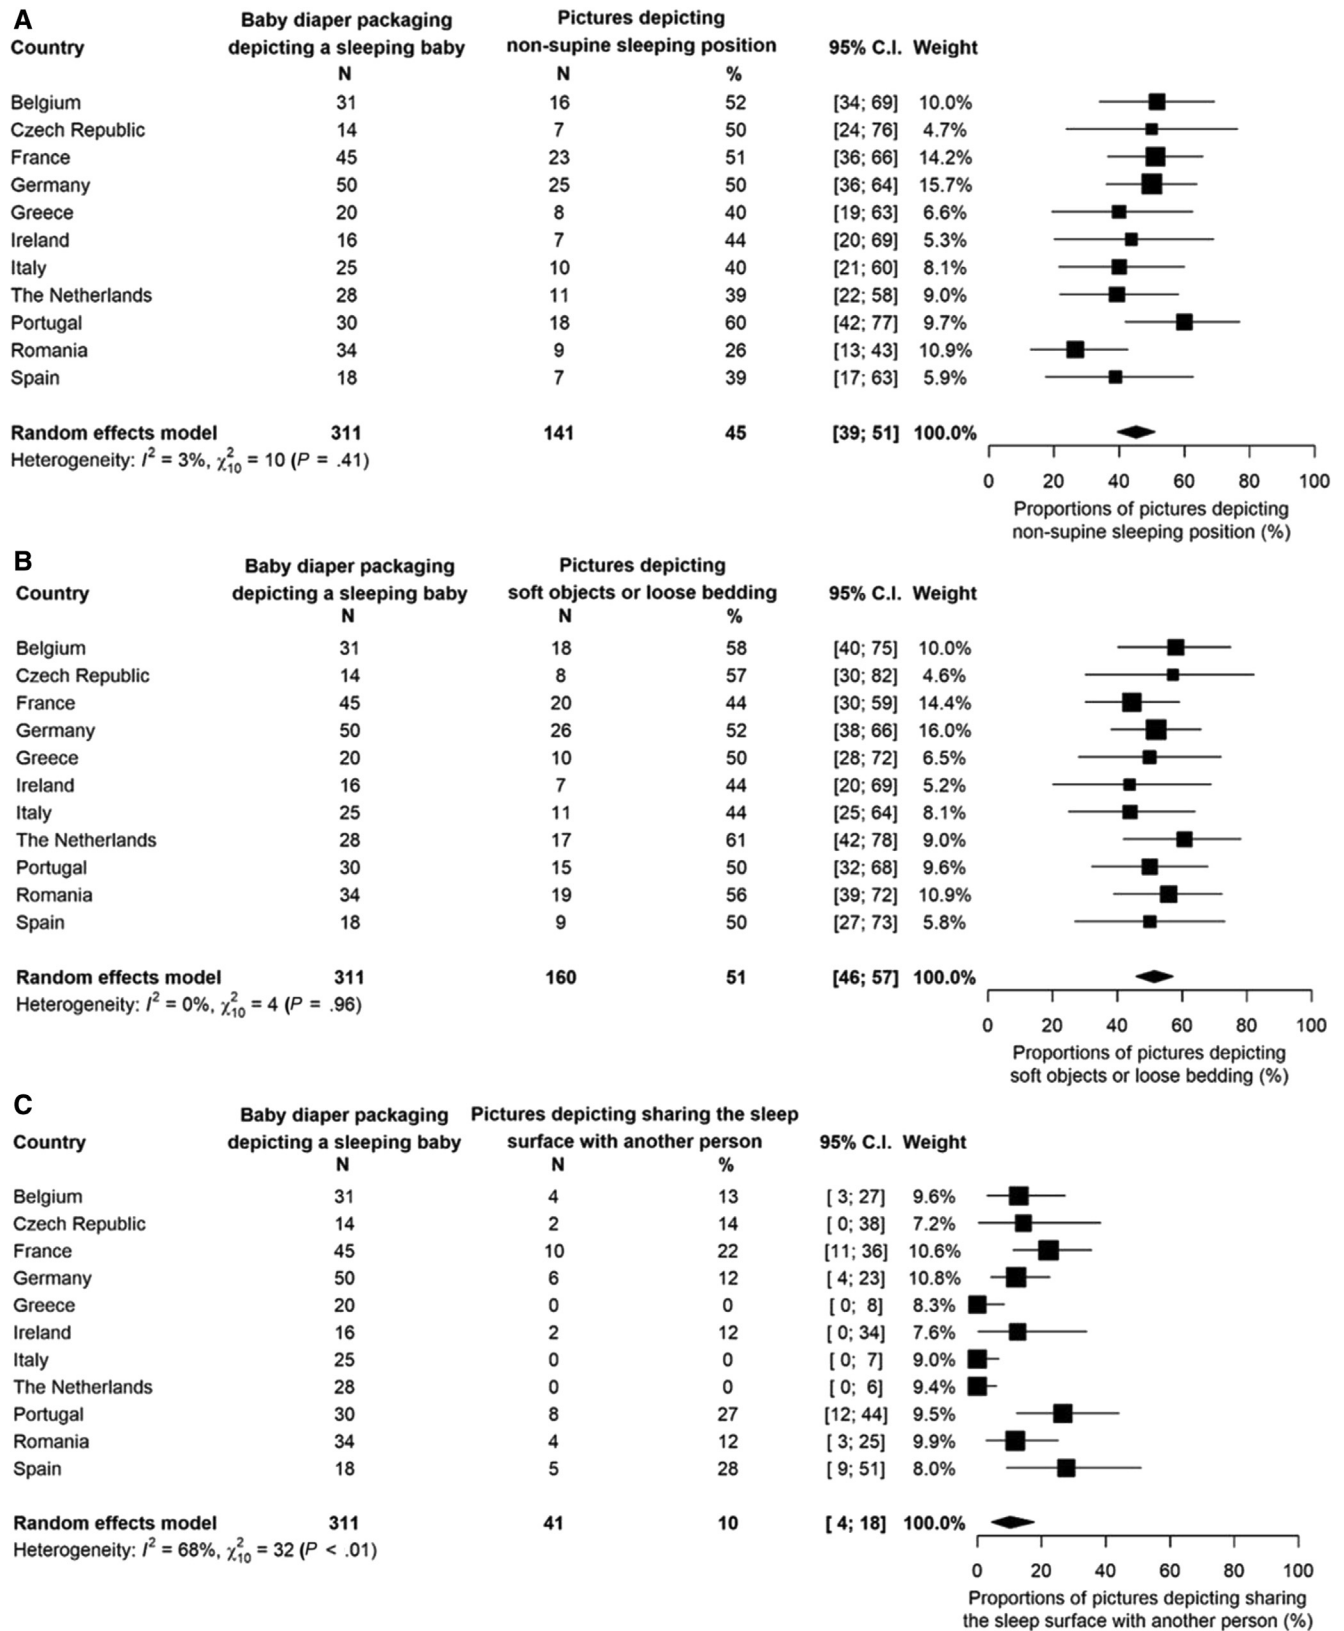 A
Baby diaper packaging Pictures depicting
Country depicting a sleeping baby non-supine sleeping position 95% C.I. Weight
N N %
Belgium 31 16 52 [34; 69] 10.0%
Czech Republic 14 7 50 [24; 76] 4.7%
France 45 23 51 [36; 66] 14.2%
Germany 50 25 50 [36; 64] 15.7%
Greece 20 8 40 [19; 63] 6.6%
Ireland 16 7 44 [20; 69] 5.3%
Italy 25 10 40 [21; 60] 8.1%
The Netherlands 28 11 39 [22; 58] 9.0%
Portugal 30 18 60 [42; 77] 9.7%
Romania 34 9 26 [13; 43] 10.9%
Spain 18 7 39 [17; 63] 5.9%
Random effects model 311 141 45 [39; 51] 100.0%
Heterogeneity: I² = 3%, χ²₁₀ = 10 (P = .41)
0 20 40 60 80 100
Proportions of pictures depicting
non-supine sleeping position (%)
B
Baby diaper packaging Pictures depicting
Country depicting a sleeping baby soft objects or loose bedding 95% C.I. Weight
N N %
Belgium 31 18 58 [40; 75] 10.0%
Czech Republic 14 8 57 [30; 82] 4.6%
France 45 20 44 [30; 59] 14.4%
Germany 50 26 52 [38; 66] 16.0%
Greece 20 10 50 [28; 72] 6.5%
Ireland 16 7 44 [20; 69] 5.2%
Italy 25 11 44 [25; 64] 8.1%
The Netherlands 28 17 61 [42; 78] 9.0%
Portugal 30 15 50 [32; 68] 9.6%
Romania 34 19 56 [39; 72] 10.9%
Spain 18 9 50 [27; 73] 5.8%
Random effects model 311 160 51 [46; 57] 100.0%
Heterogeneity: I² = 0%, χ²₁₀ = 4 (P = .96)
0 20 40 60 80 100
Proportions of pictures depicting
soft objects or loose bedding (%)
C
Baby diaper packaging Pictures depicting sharing the sleep
Country depicting a sleeping baby surface with another person 95% C.I. Weight
N N %
Belgium 31 4 13 [ 3; 27] 9.6%
Czech Republic 14 2 14 [ 0; 38] 7.2%
France 45 10 22 [11; 36] 10.6%
Germany 50 6 12 [ 4; 23] 10.8%
Greece 20 0 0 [ 0; 8] 8.3%
Ireland 16 2 12 [ 0; 34] 7.6%
Italy 25 0 0 [ 0; 7] 9.0%
The Netherlands 28 0 0 [ 0; 6] 9.4%
Portugal 30 8 27 [12; 44] 9.5%
Romania 34 4 12 [ 3; 25] 9.9%
Spain 18 5 28 [ 9; 51] 8.0%
Random effects model 311 41 10 [ 4; 18] 100.0%
Heterogeneity: I² = 68%, χ²₁₀ = 32 (P < .01)
0 20 40 60 80 100
Proportions of pictures depicting sharing
the sleep surface with another person (%)